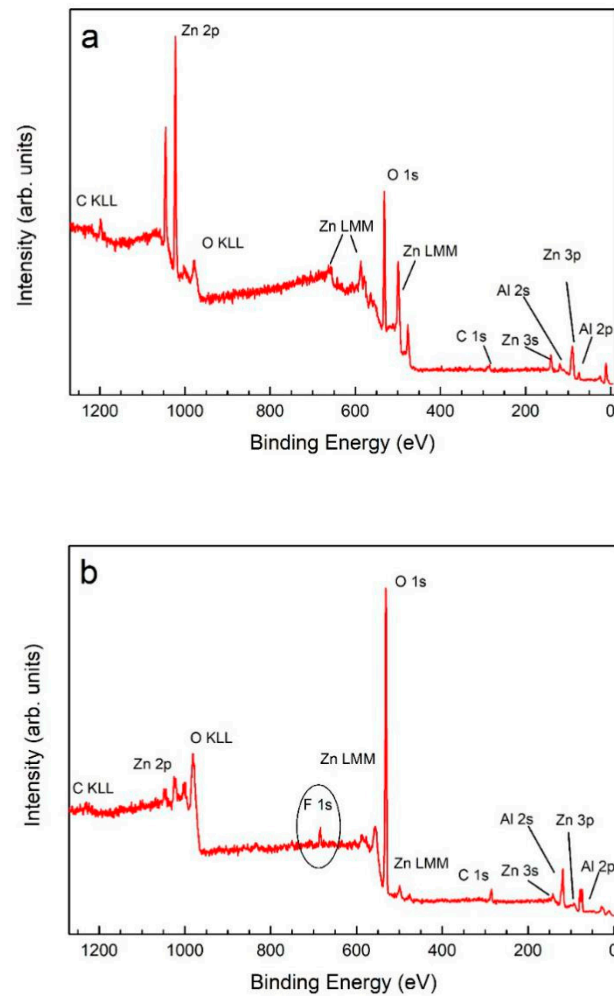 a
Zn 2p
C KLL
O KLL
Zn LMM
O 1s
Zn LMM
Zn 3p
Al 2s
C 1s
Zn 3s
Al 2p
Intensity (arb. units)
1200 1000 800 600 400 200 0
Binding Energy (eV)
b
O 1s
O KLL
Zn 2p
C KLL
Zn LMM
F 1s
Zn LMM
C 1s
Al 2s
Zn 3p
Zn 3s
Al 2p
Intensity (arb. units)
1200 1000 800 600 400 200 0
Binding Energy (eV)